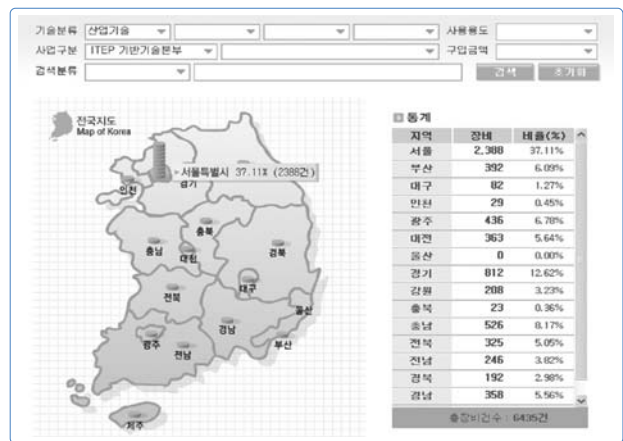 기술분류 산업기술 사용용도
사업구분 ITEP 기반기술본부 구입금액
검색분류 검색 초기화
전국지도
Map of Korea
서울특별시 37.11% (2388건)
인천
경기
충북
충남
대전
경북
전북
대구
울산
경남
광주
전남
부산
제주
통계
지역 장비 비율(%)
서울 2,388 37.11%
부산 392 6.09%
대구 82 1.27%
인천 29 0.45%
광주 436 6.78%
대전 363 5.64%
울산 0 0.00%
경기 812 12.62%
강원 208 3.23%
충북 23 0.36%
충남 526 8.17%
전북 325 5.05%
전남 246 3.82%
경북 192 2.98%
경남 358 5.56%
총장비건수 : 6435건